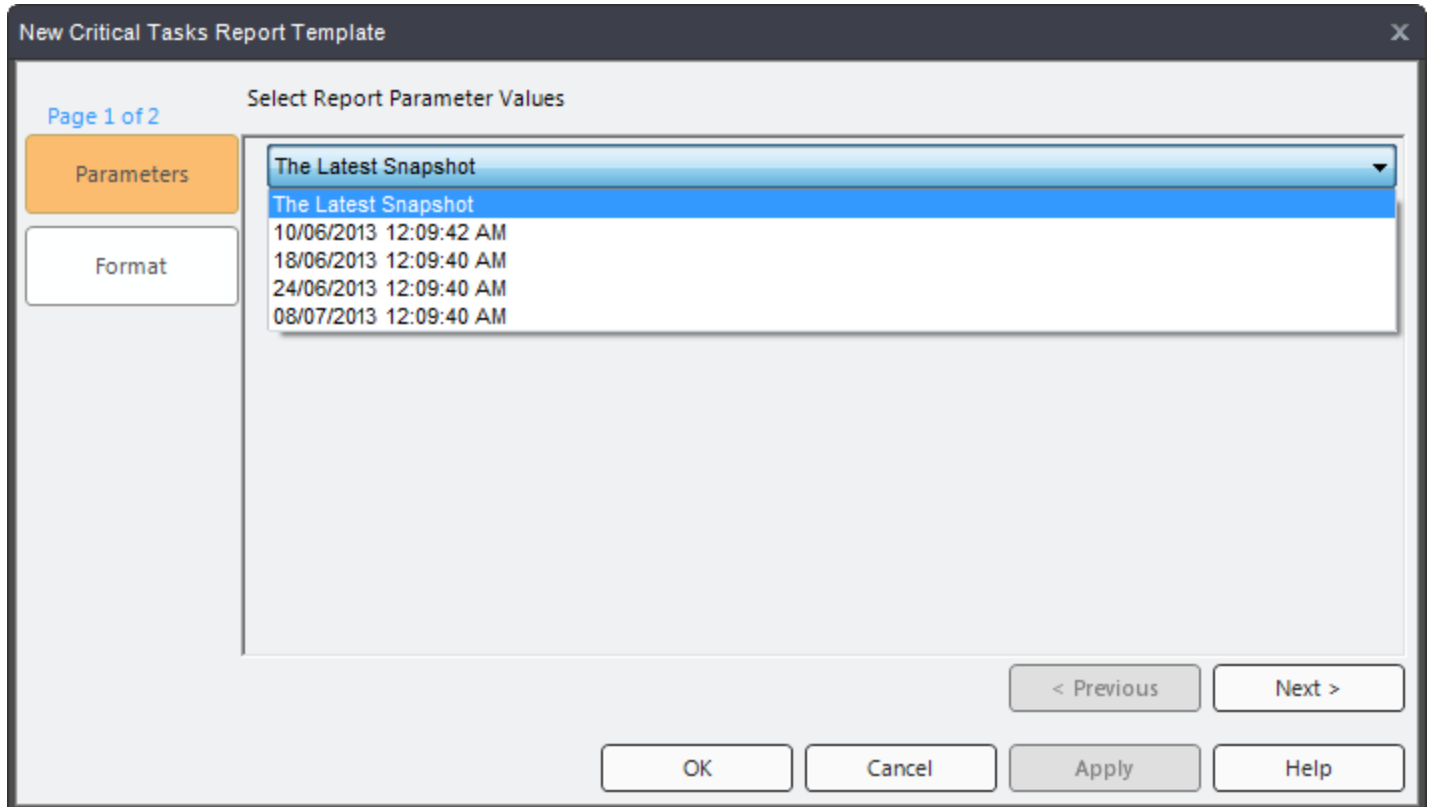 New Critical Tasks Report Template
x
Page 1 of 2
Select Report Parameter Values
Parameters
Format
The Latest Snapshot
The Latest Snapshot
10/06/2013 12:09:42 AM
18/06/2013 12:09:40 AM
24/06/2013 12:09:40 AM
08/07/2013 12:09:40 AM
< Previous
Next >
OK
Cancel
Apply
Help